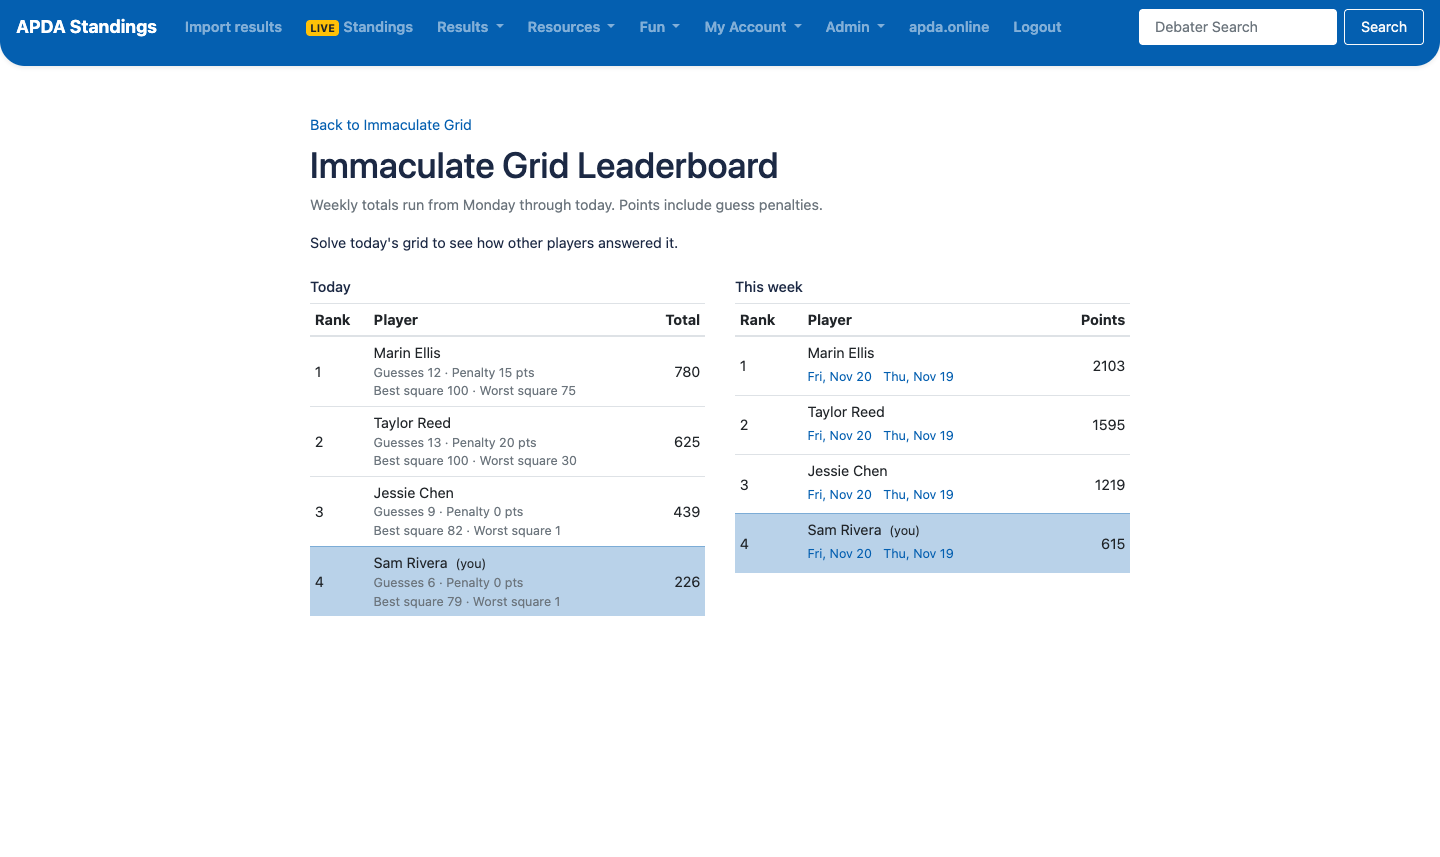 APDA Standings Import results LIVE Standings Results Resources Fun My Account Admin apda.online Logout Debater Search Search
Back to Immaculate Grid
Immaculate Grid Leaderboard
Weekly totals run from Monday through today. Points include guess penalties.
Solve today's grid to see how other players answered it.
Today
Rank Player Total
1 Marin Ellis 780
Guesses 12 · Penalty 15 pts
Best square 100 · Worst square 75
2 Taylor Reed 625
Guesses 13 · Penalty 20 pts
Best square 100 · Worst square 30
3 Jessie Chen 439
Guesses 9 · Penalty 0 pts
Best square 82 · Worst square 1
4 Sam Rivera (you) 226
Guesses 6 · Penalty 0 pts
Best square 79 · Worst square 1
This week
Rank Player Points
1 Marin Ellis 2103
Fri, Nov 20 Thu, Nov 19
2 Taylor Reed 1595
Fri, Nov 20 Thu, Nov 19
3 Jessie Chen 1219
Fri, Nov 20 Thu, Nov 19
4 Sam Rivera (you) 615
Fri, Nov 20 Thu, Nov 19